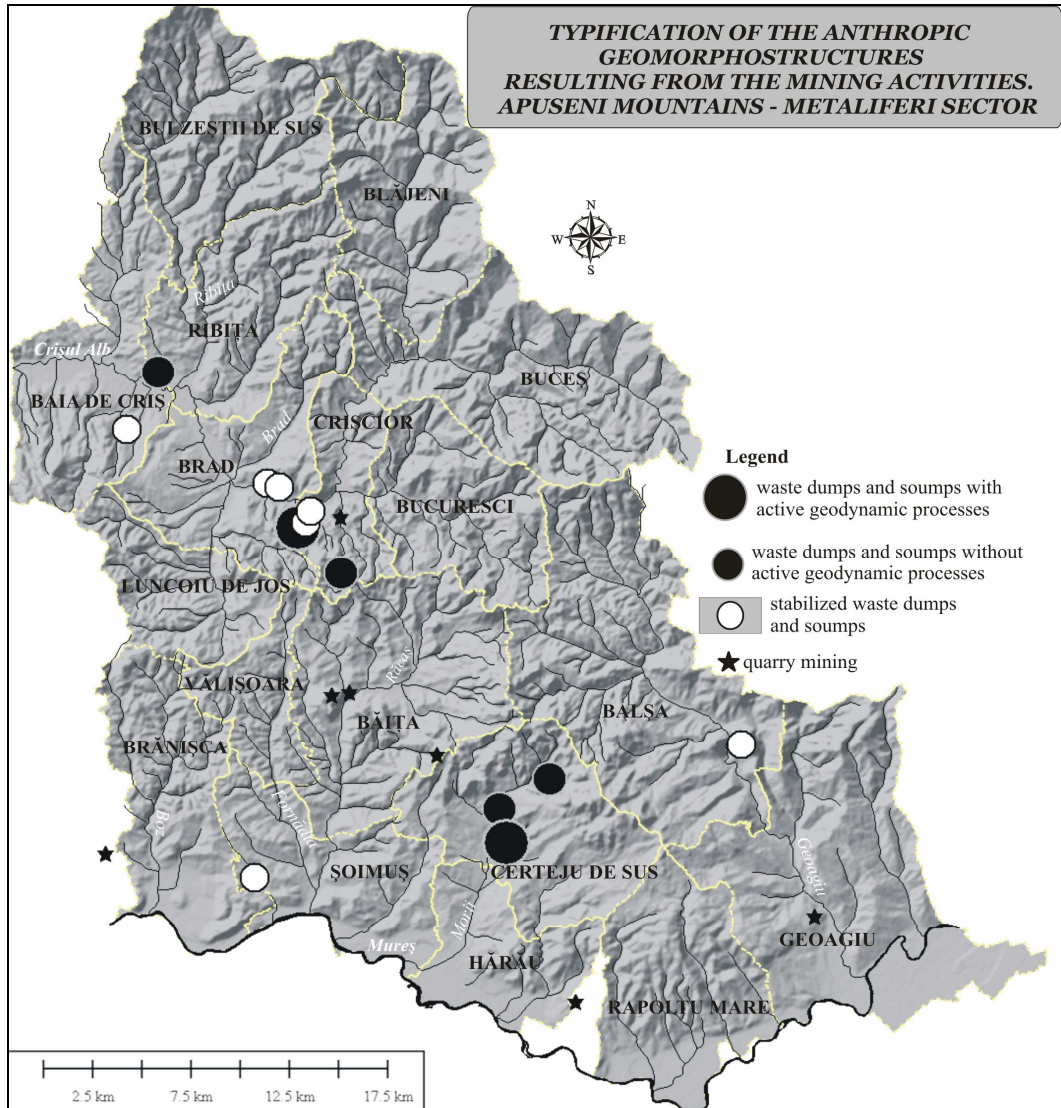 TYPIFICATION OF THE ANTHROPIC
GEOMORPHOSTRUCTURES
RESULTING FROM THE MINING ACTIVITIES.
APUSENI MOUNTAINS - METALIFERI SECTOR
BULZEȘTII DE SUS
BLĂJENI
N
W E
S
Ribița
RIBIȚA
Crișul Alb
BUCEȘ
BAIA DE CRIȘ
CRIȘCIOR
Brad
BRAD
Legend
waste dumps and soumps with
active geodynamic processes
BUCUREȘCI
waste dumps and soumps without
active geodynamic processes
LUNCOIU DE JOS
stabilized waste dumps
and soumps
quarry mining
Răcaș
VĂLIȘOARA
BALȘA
BĂIȚA
BRĂNIȘCA
Boz
Fornădia
Geoagiu
ȘOIMUȘ
CERTEJU DE SUS
Morii
GEOAGIU
Mureș
HĂRĂU
RAPOLTU MARE
2.5 km 7.5 km 12.5 km 17.5 km